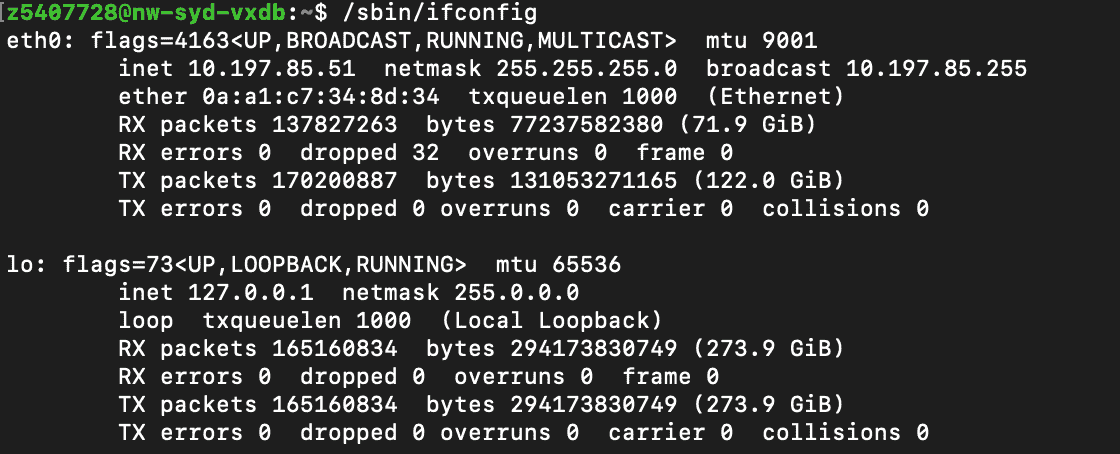 [z5407728@nw-syd-vxdb:~$ /sbin/ifconfig
eth0: flags=4163<UP,BROADCAST,RUNNING,MULTICAST>  mtu 9001
        inet 10.197.85.51  netmask 255.255.255.0  broadcast 10.197.85.255
        ether 0a:a1:c7:34:8d:34  txqueuelen 1000  (Ethernet)
        RX packets 137827263  bytes 77237582380 (71.9 GiB)
        RX errors 0  dropped 32  overruns 0  frame 0
        TX packets 170200887  bytes 131053271165 (122.0 GiB)
        TX errors 0  dropped 0 overruns 0  carrier 0  collisions 0

lo: flags=73<UP,LOOPBACK,RUNNING>  mtu 65536
        inet 127.0.0.1  netmask 255.0.0.0
        loop  txqueuelen 1000  (Local Loopback)
        RX packets 165160834  bytes 294173830749 (273.9 GiB)
        RX errors 0  dropped 0  overruns 0  frame 0
        TX packets 165160834  bytes 294173830749 (273.9 GiB)
        TX errors 0  dropped 0 overruns 0  carrier 0  collisions 0